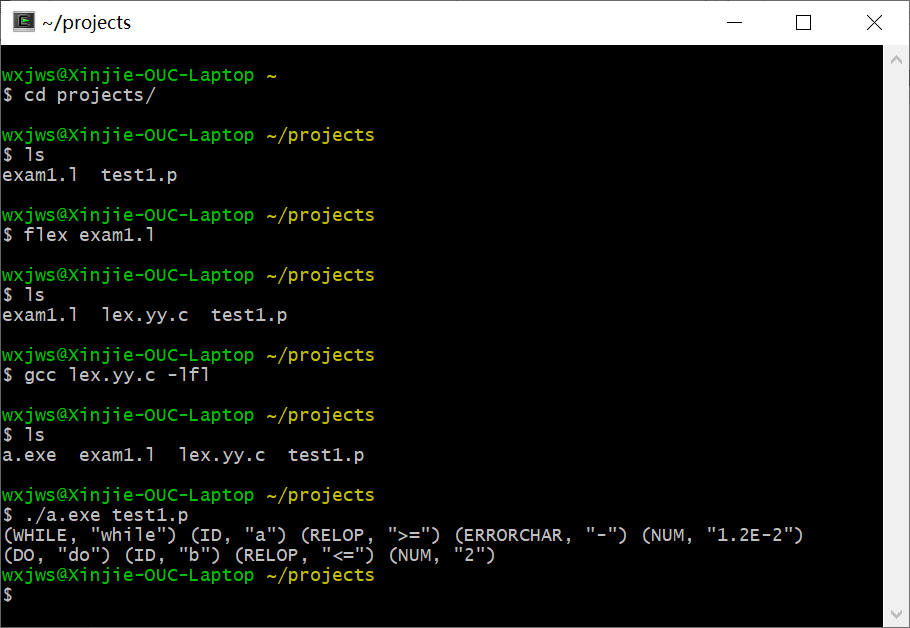 ~/projects
wxjws@Xinjie-OUC-Laptop ~
$ cd projects/
wxjws@Xinjie-OUC-Laptop ~/projects
$ ls
exam1.l  test1.p
wxjws@Xinjie-OUC-Laptop ~/projects
$ flex exam1.l
wxjws@Xinjie-OUC-Laptop ~/projects
$ ls
exam1.l  lex.yy.c  test1.p
wxjws@Xinjie-OUC-Laptop ~/projects
$ gcc lex.yy.c -lfl
wxjws@Xinjie-OUC-Laptop ~/projects
$ ls
a.exe  exam1.l  lex.yy.c  test1.p
wxjws@Xinjie-OUC-Laptop ~/projects
$ ./a.exe test1.p
(WHILE, "while") (ID, "a") (RELOP, ">=") (ERRORCHAR, "-") (NUM, "1.2E-2")
(DO, "do") (ID, "b") (RELOP, "<=") (NUM, "2")
wxjws@Xinjie-OUC-Laptop ~/projects
$